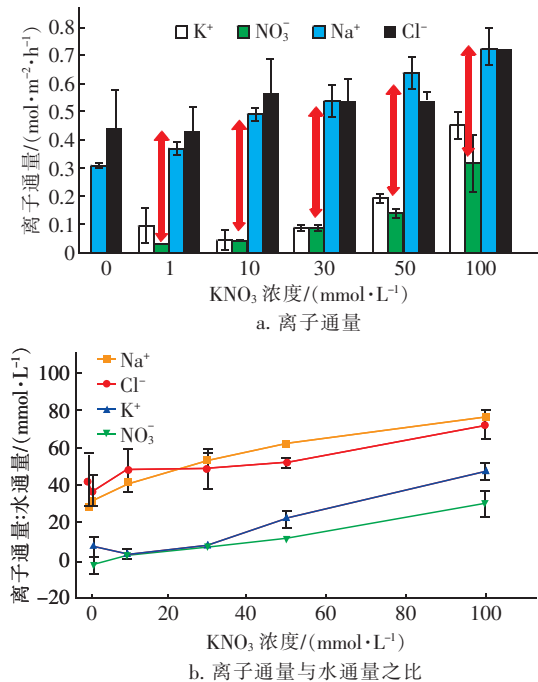 K⁺ NO₃⁻ Na⁺ Cl⁻
离子通量/(mol·m⁻²·h⁻¹)
0.8
0.7
0.6
0.5
0.4
0.3
0.2
0.1
0
0 1 10 30 50 100
KNO₃ 浓度/(mmol·L⁻¹)
a. 离子通量
Na⁺
Cl⁻
K⁺
NO₃⁻
离子通量:水通量/(mmol·L⁻¹)
100
80
60
40
20
0
−20
0 20 40 60 80 100
KNO₃ 浓度/(mmol·L⁻¹)
b. 离子通量与水通量之比